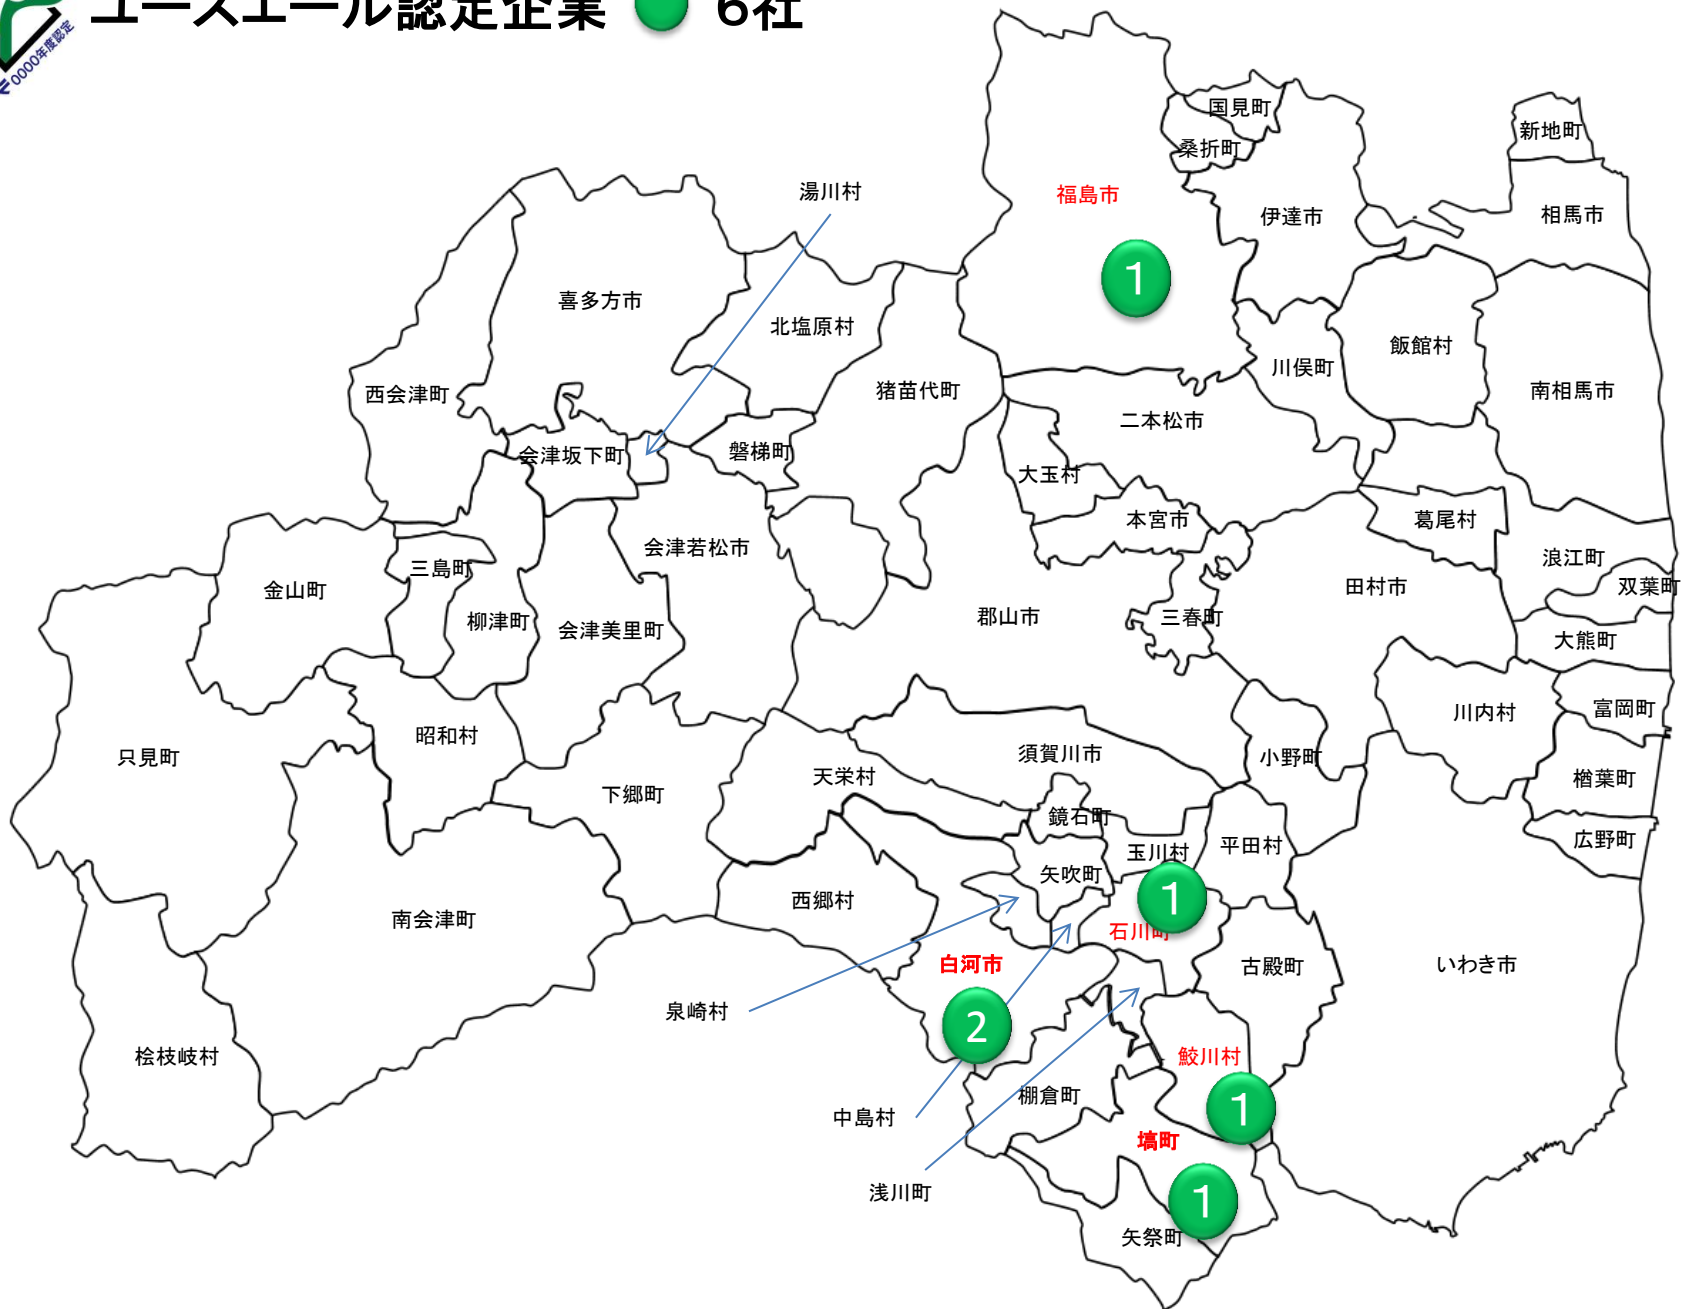 ユースエール認定企業 6社
0000年度認定
国見町
新地町
桑折町
湯川村
福島市
伊達市
相馬市
1
喜多方市
北塩原村
飯館村
川俣町
西会津町
猪苗代町
南相馬市
二本松市
会津坂下町
磐梯町
大玉村
本宮市
葛尾村
会津若松市
浪江町
三島町
金山町
田村市
双葉町
柳津町
会津美里町
郡山市
三春町
大熊町
川内村
富岡町
昭和村
只見町
須賀川市
小野町
天栄村
楢葉町
下郷町
鏡石町
広野町
平田村
玉川村
矢吹町
西郷村
1
南会津町
石川町
白河市
古殿町
いわき市
泉崎村
2
桧枝岐村
鮫川村
棚倉町
1
中島村
塙町
浅川町
1
矢祭町